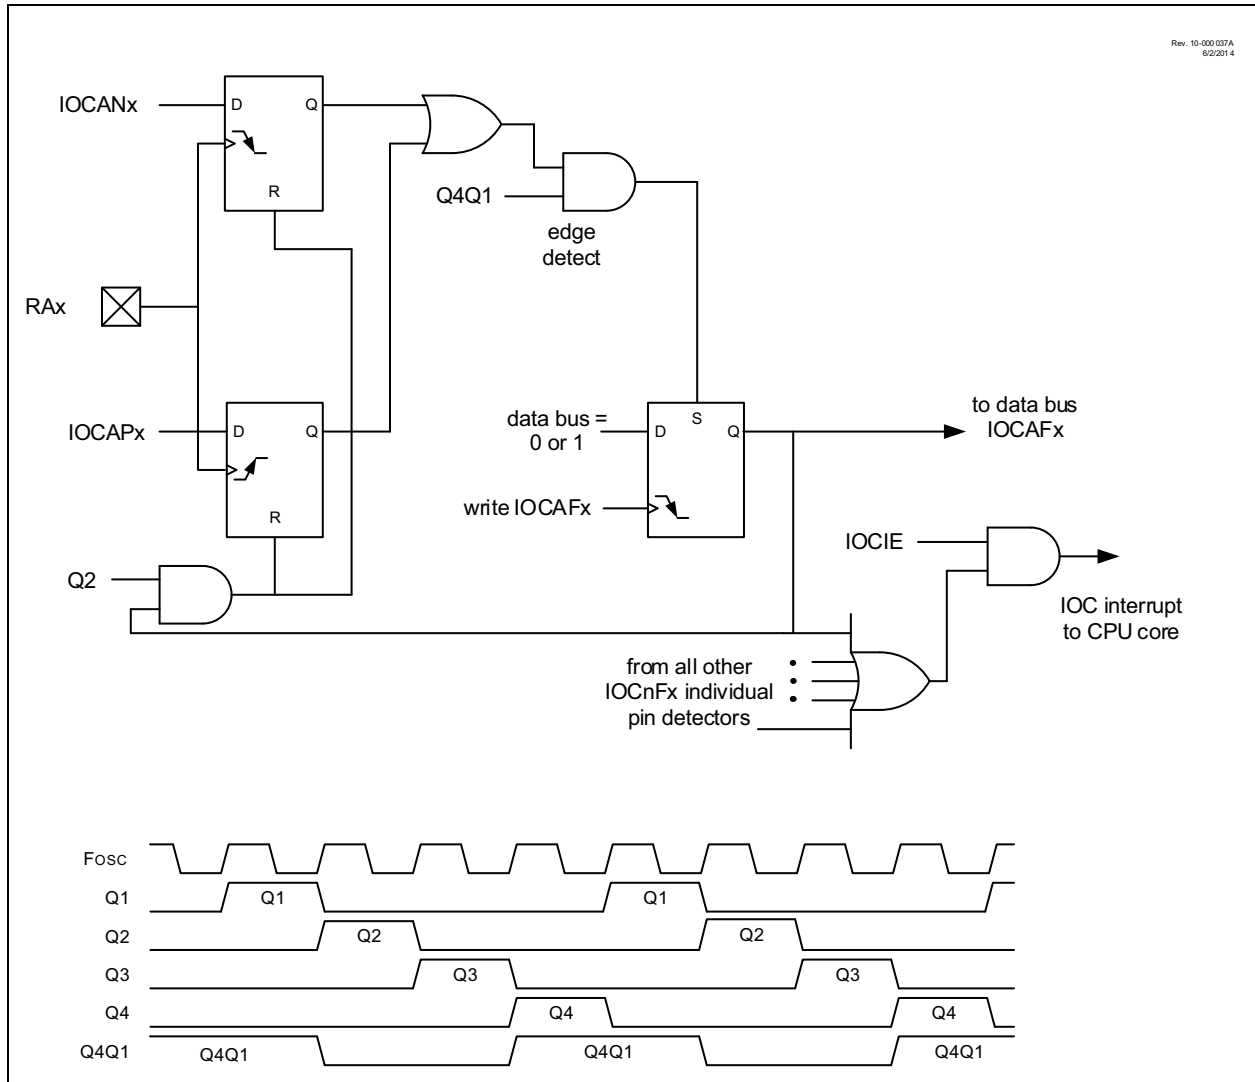 Rev. 10-000 037A
6/2/201 4
IOCANx
D
Q
R
Q4Q1
edge
detect
RAx
IOCAPx
D
Q
R
data bus =
0 or 1
D
S
Q
to data bus
IOCAFx
write IOCAFx
IOCIE
Q2
IOC interrupt
to CPU core
from all other
IOCnFx individual
pin detectors
FOSC
Q1
Q1
Q1
Q2
Q2
Q2
Q3
Q3
Q3
Q4
Q4
Q4
Q4Q1
Q4Q1
Q4Q1
Q4Q1